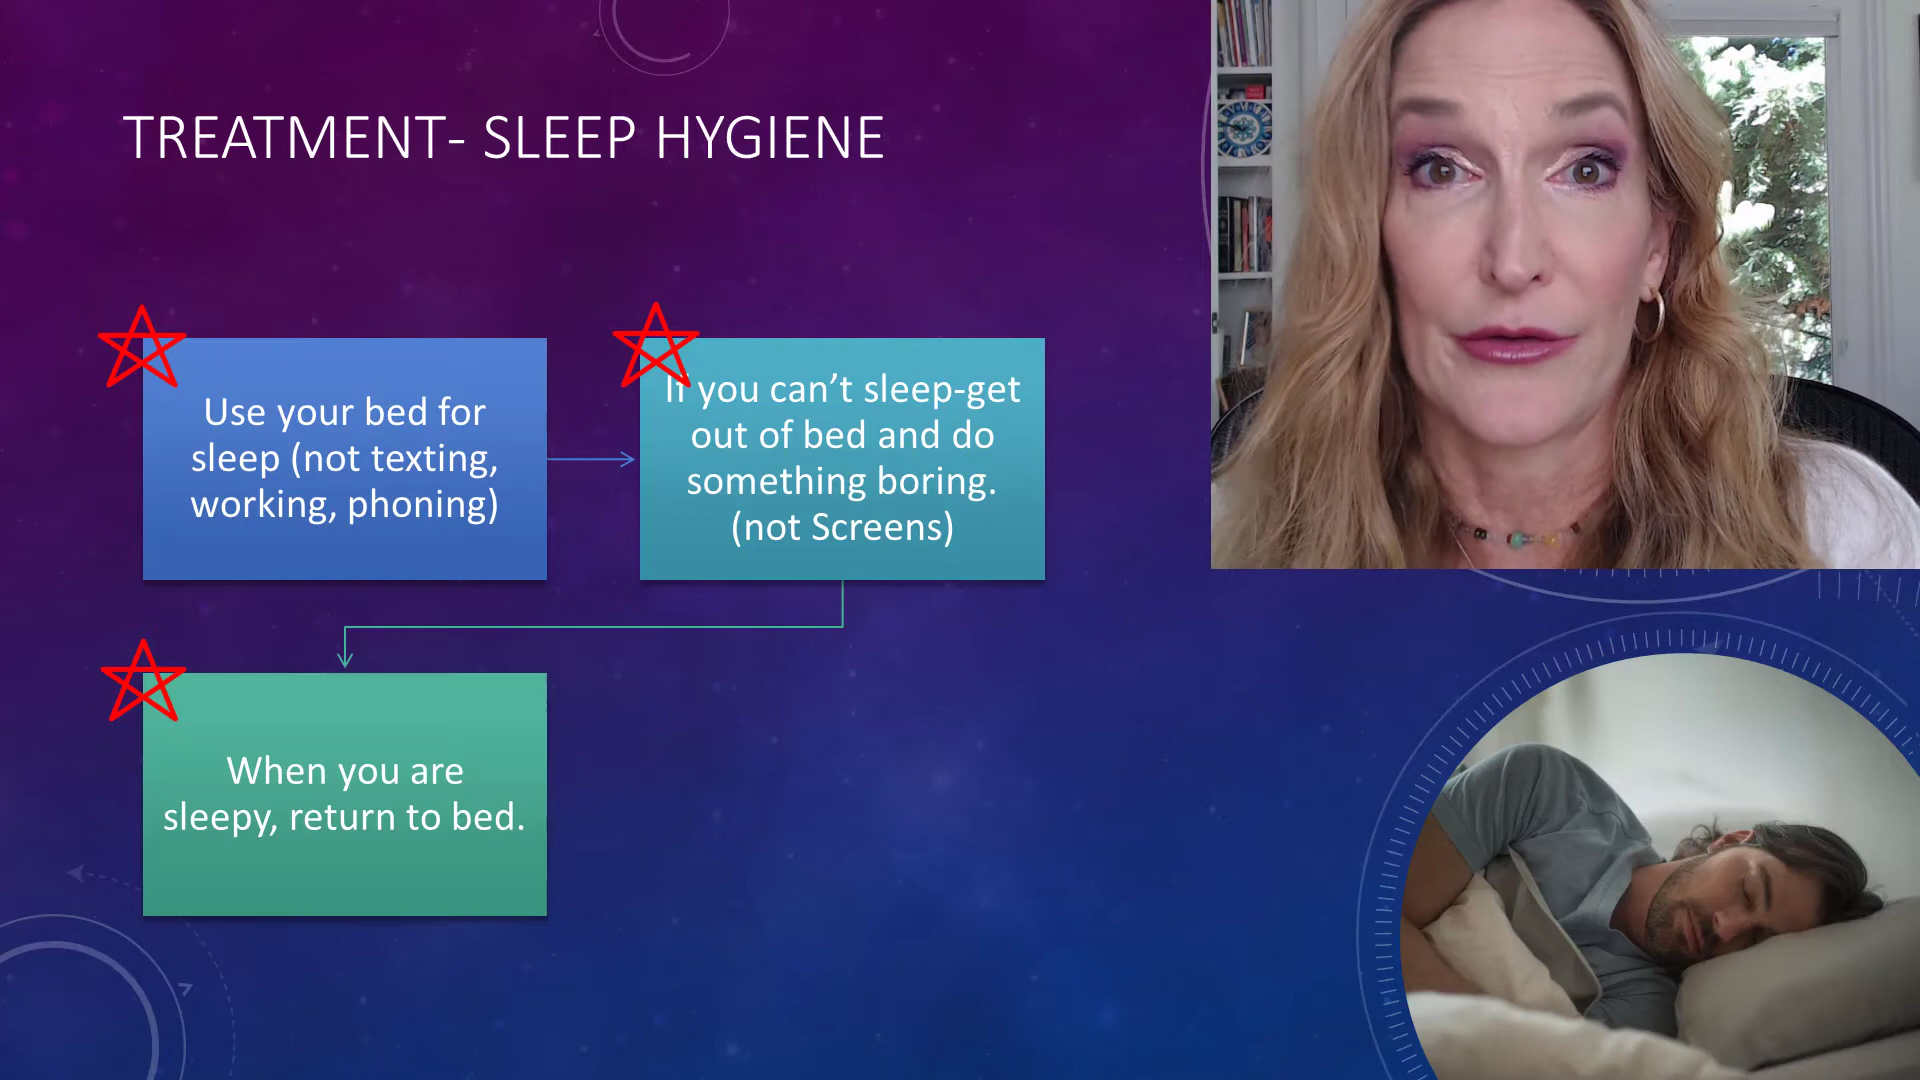 TREATMENT- SLEEP HYGIENE
Use your bed for
sleep (not texting,
working, phoning)
If you can’t sleep-get
out of bed and do
something boring.
(not Screens)
When you are
sleepy, return to bed.